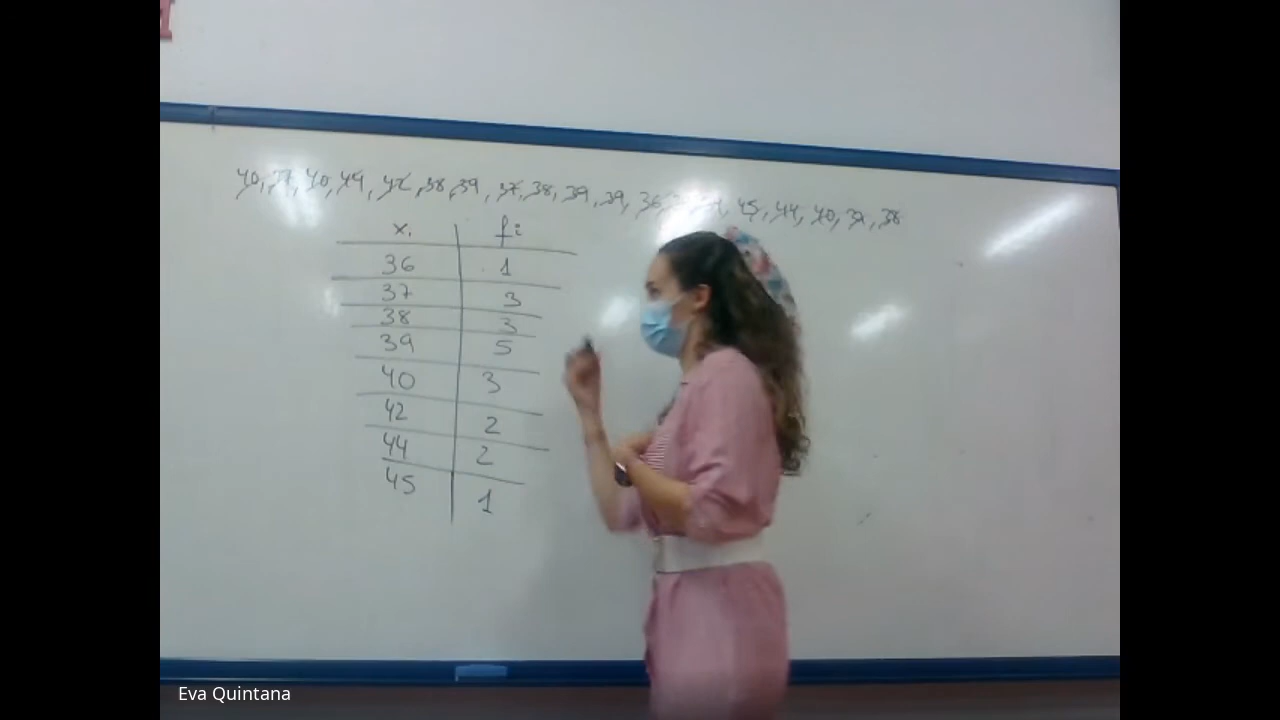 40, 37, 40, 44, 42, 38, 39, 37, 38, 39, 39, 36, 45, 44, 40, 39, 38
xi fi
36 1
37 3
38 3
39 5
40 3
42 2
44 2
45 1
Eva Quintana